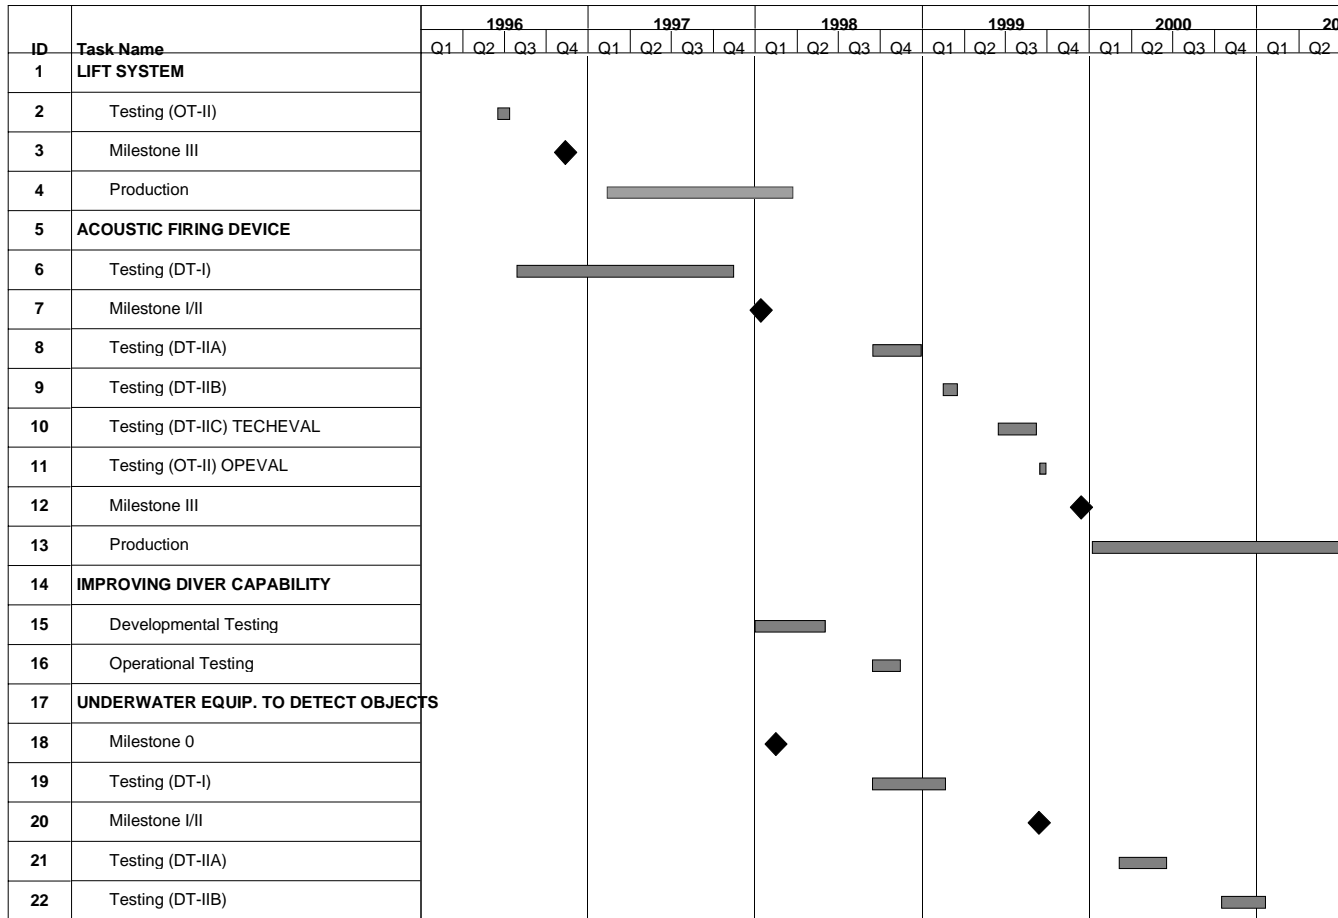 1996 1997 1998 1999 2000 20
ID Task Name Q1 Q2 Q3 Q4 Q1 Q2 Q3 Q4 Q1 Q2 Q3 Q4 Q1 Q2 Q3 Q4 Q1 Q2 Q3 Q4 Q1 Q2
1 LIFT SYSTEM
2 Testing (OT-II)
3 Milestone III
4 Production
5 ACOUSTIC FIRING DEVICE
6 Testing (DT-I)
7 Milestone I/II
8 Testing (DT-IIA)
9 Testing (DT-IIB)
10 Testing (DT-IIC) TECHEVAL
11 Testing (OT-II) OPEVAL
12 Milestone III
13 Production
14 IMPROVING DIVER CAPABILITY
15 Developmental Testing
16 Operational Testing
17 UNDERWATER EQUIP. TO DETECT OBJECTS
18 Milestone 0
19 Testing (DT-I)
20 Milestone I/II
21 Testing (DT-IIA)
22 Testing (DT-IIB)